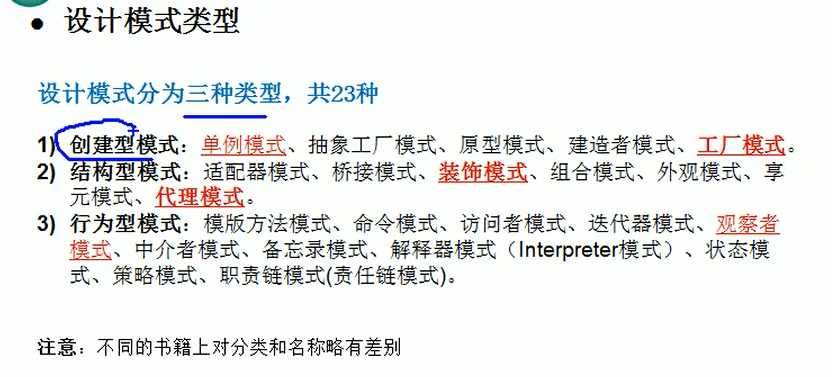 ● 设计模式类型
设计模式分为三种类型，共23种
1) 创建型模式：单例模式、抽象工厂模式、原型模式、建造者模式、工厂模式。
2) 结构型模式：适配器模式、桥接模式、装饰模式、组合模式、外观模式、享
元模式、代理模式。
3) 行为型模式：模版方法模式、命令模式、访问者模式、迭代器模式、观察者
模式、中介者模式、备忘录模式、解释器模式（Interpreter模式）、状态模
式、策略模式、职责链模式(责任链模式)。
注意：不同的书籍上对分类和名称略有差别